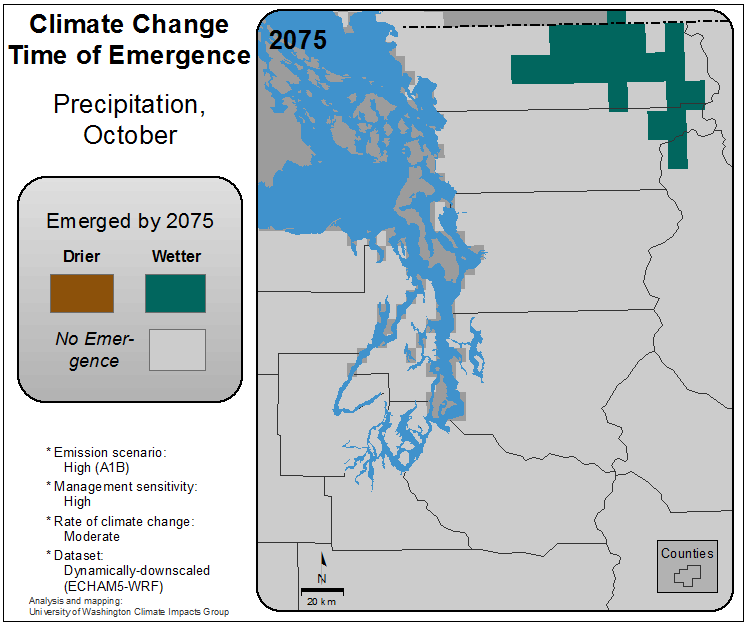 Climate Change
Time of Emergence
Precipitation,
October
Emerged by 2075
Drier
Wetter
No Emer-
gence
* Emission scenario:
High (A1B)
* Management sensitivity:
High
* Rate of climate change:
Moderate
* Dataset:
Dynamically-downscaled
(ECHAM5-WRF)
Analysis and mapping:
University of Washington Climate Impacts Group
2075
N
20 km
Counties